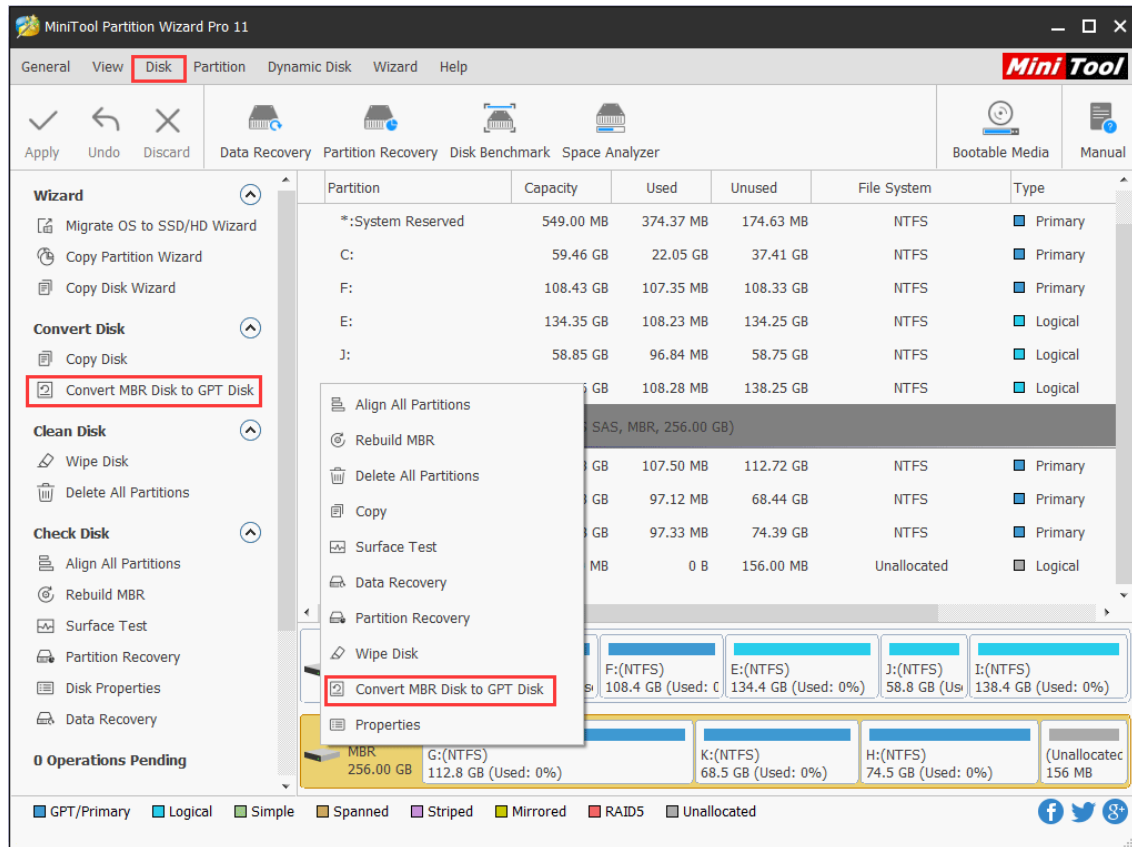 MiniTool Partition Wizard Pro 11
General View Disk Partition Dynamic Disk Wizard Help
Mini Tool
Apply Undo Discard Data Recovery Partition Recovery Disk Benchmark Space Analyzer Bootable Media Manual
Wizard
Migrate OS to SSD/HD Wizard
Copy Partition Wizard
Copy Disk Wizard
Convert Disk
Copy Disk
Convert MBR Disk to GPT Disk
Clean Disk
Wipe Disk
Delete All Partitions
Check Disk
Align All Partitions
Rebuild MBR
Surface Test
Partition Recovery
Disk Properties
Data Recovery
0 Operations Pending
Partition Capacity Used Unused File System Type
*:System Reserved 549.00 MB 374.37 MB 174.63 MB NTFS Primary
C: 59.46 GB 22.05 GB 37.41 GB NTFS Primary
F: 108.43 GB 107.35 MB 108.33 GB NTFS Primary
E: 134.35 GB 108.23 MB 134.25 GB NTFS Logical
J: 58.85 GB 96.84 MB 58.75 GB NTFS Logical
GB 108.28 MB 138.25 GB NTFS Logical
SAS, MBR, 256.00 GB)
GB 107.50 MB 112.72 GB NTFS Primary
GB 97.12 MB 68.44 GB NTFS Primary
GB 97.33 MB 74.39 GB NTFS Primary
MB 0 B 156.00 MB Unallocated Logical
Align All Partitions
Rebuild MBR
Delete All Partitions
Copy
Surface Test
Data Recovery
Partition Recovery
Wipe Disk
Convert MBR Disk to GPT Disk
Properties
F:(NTFS) E:(NTFS) J:(NTFS) I:(NTFS)
108.4 GB (Used: 134.4 GB (Used: 0%) 58.8 GB (Us 138.4 GB (Used: 0%)
MBR G:(NTFS) K:(NTFS) H:(NTFS) (Unallocatec
256.00 GB 112.8 GB (Used: 0%) 68.5 GB (Used: 0%) 74.5 GB (Used: 0%) 156 MB
GPT/Primary Logical Simple Spanned Striped Mirrored RAID5 Unallocated